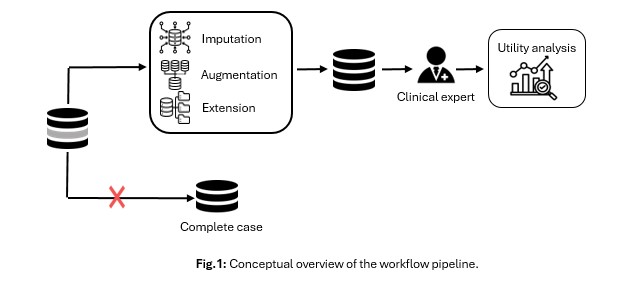 Imputation
Augmentation
Extension
Clinical expert
Utility analysis
Complete case
Fig.1: Conceptual overview of the workflow pipeline.